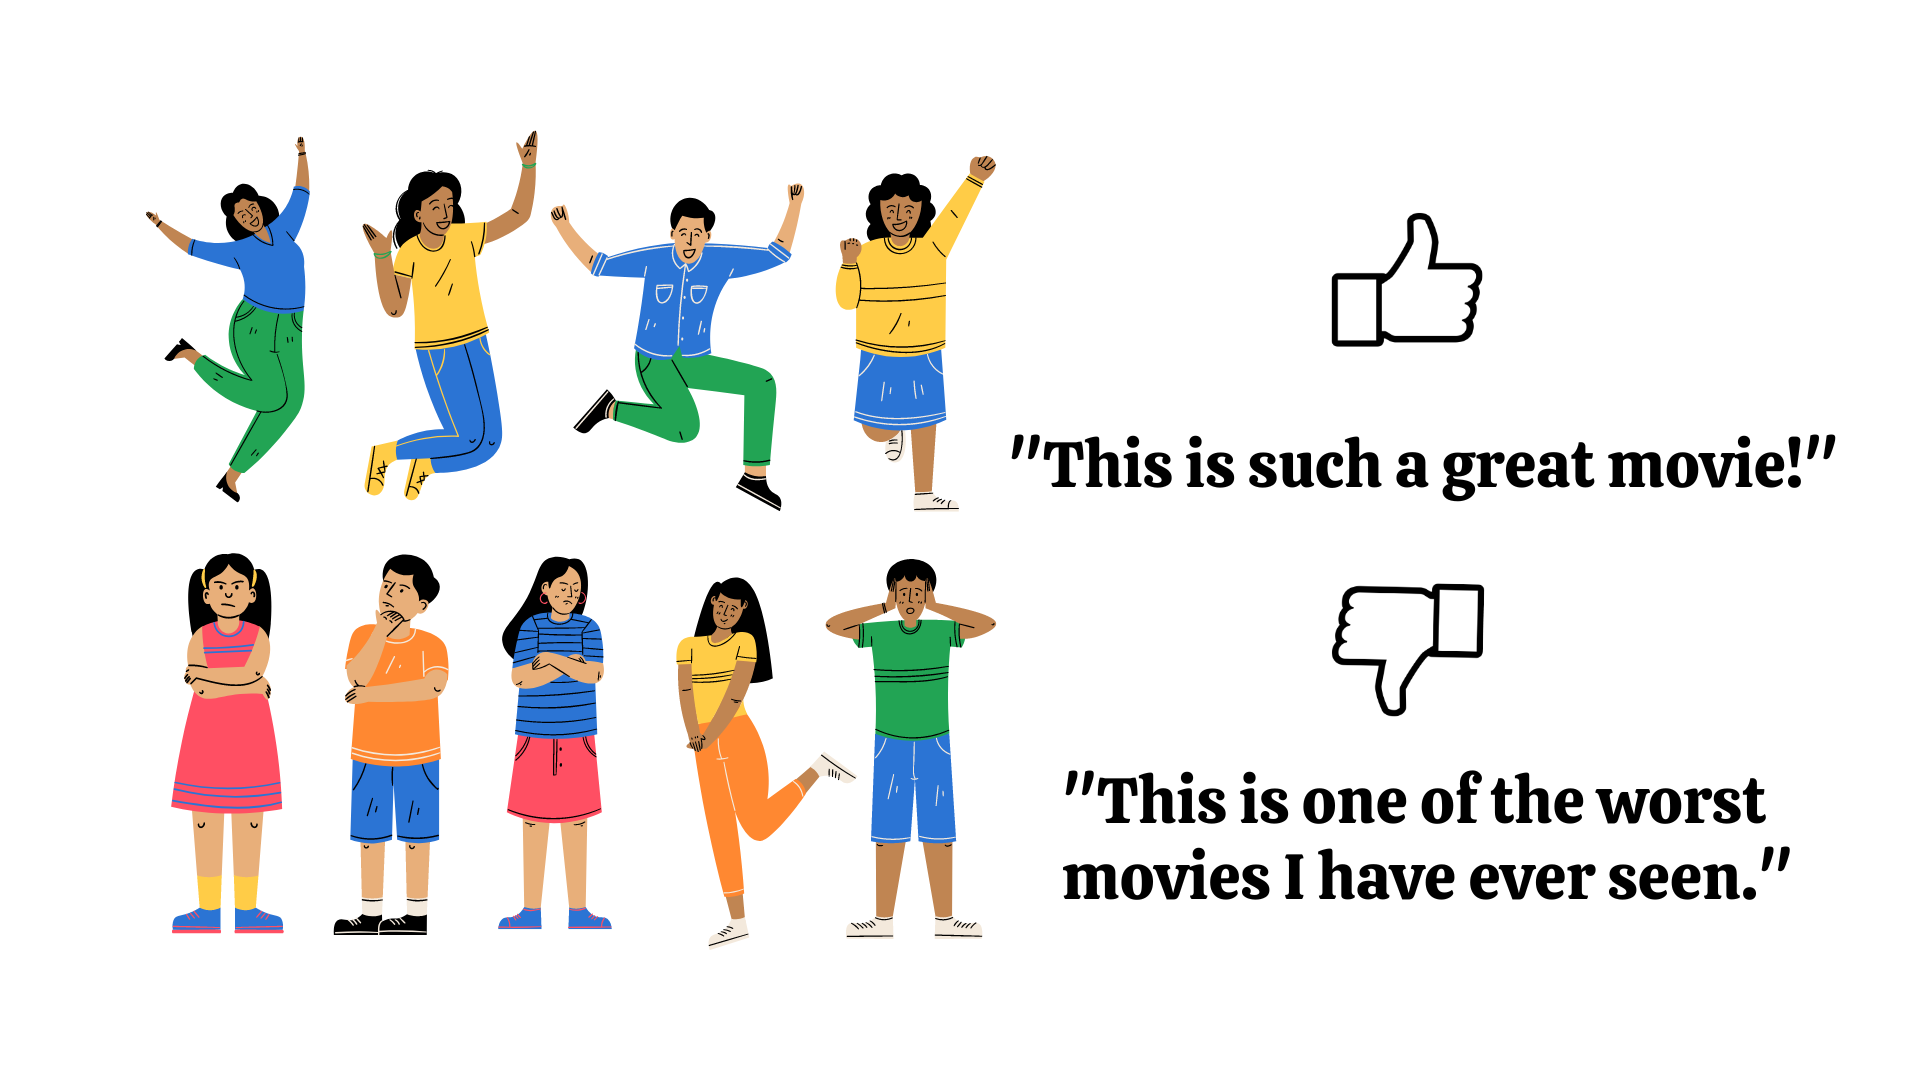 "This is such a great movie!"
"This is one of the worst
movies I have ever seen."